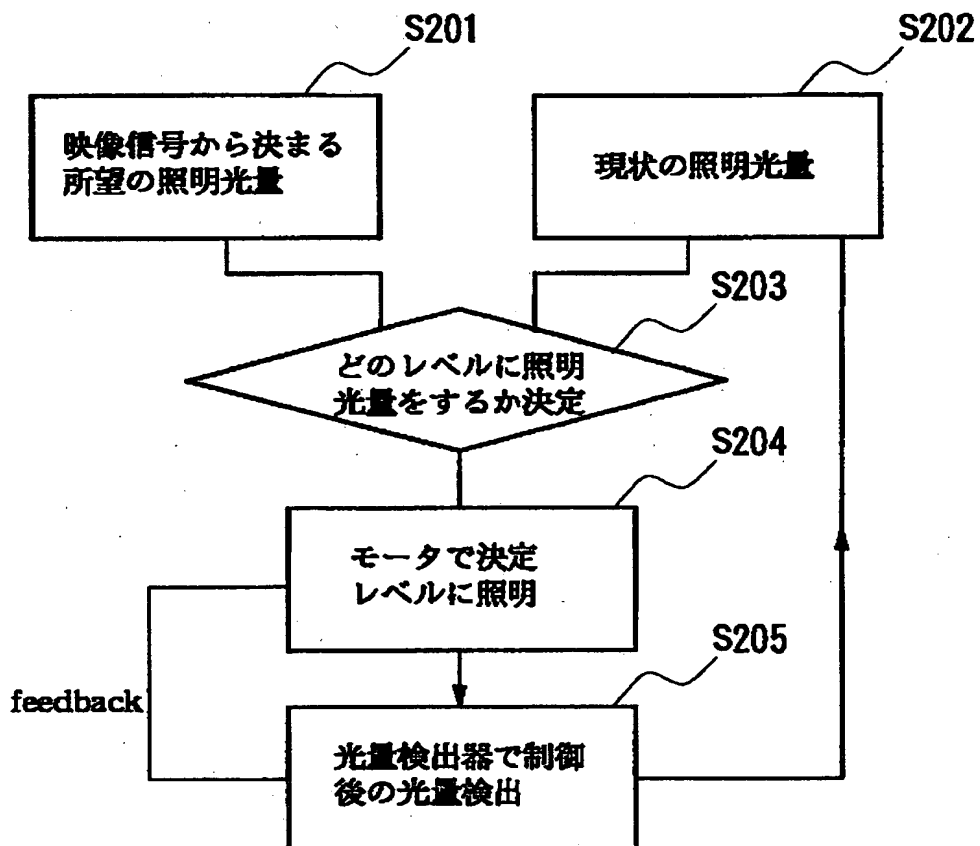 S201
S202
映像信号から決まる
所望の照明光量
現状の照明光量
S203
どのレベルに照明
光量をするか決定
S204
モータで決定
レベルに照明
S205
feedback
光量検出器で制御
後の光量検出